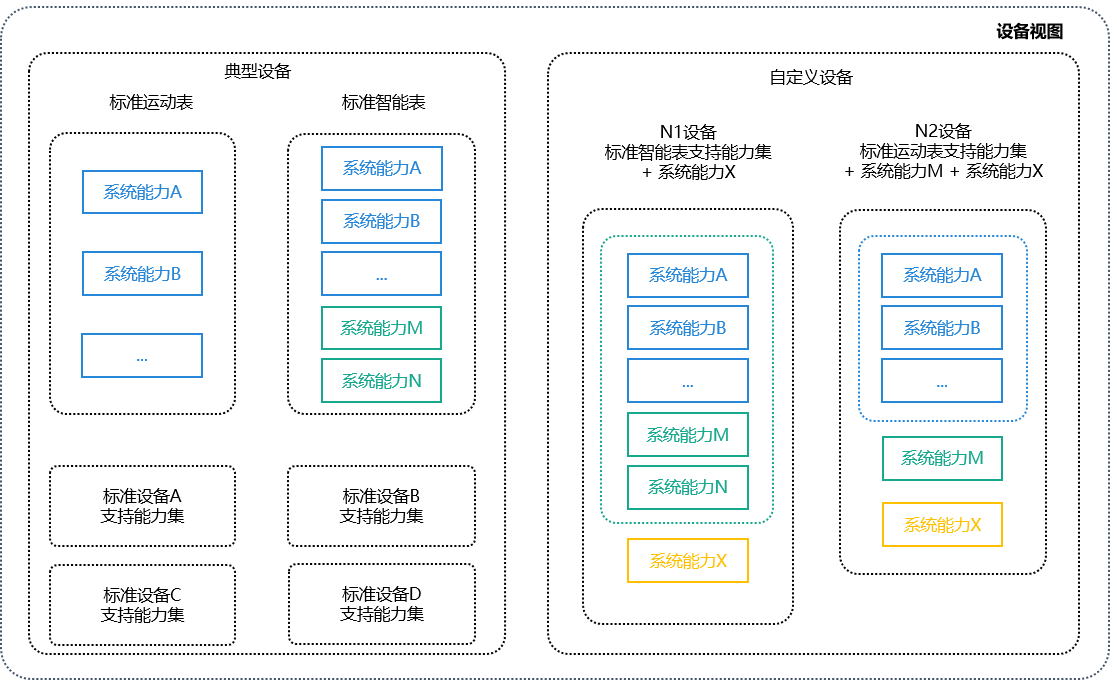 设备视图
典型设备
标准运动表
系统能力A
系统能力B
...
标准智能表
系统能力A
系统能力B
...
系统能力M
系统能力N
标准设备A
支持能力集
标准设备B
支持能力集
标准设备C
支持能力集
标准设备D
支持能力集
自定义设备
N1设备
标准智能表支持能力集
+ 系统能力X
系统能力A
系统能力B
...
系统能力M
系统能力N
系统能力X
N2设备
标准运动表支持能力集
+ 系统能力M + 系统能力X
系统能力A
系统能力B
...
系统能力M
系统能力X